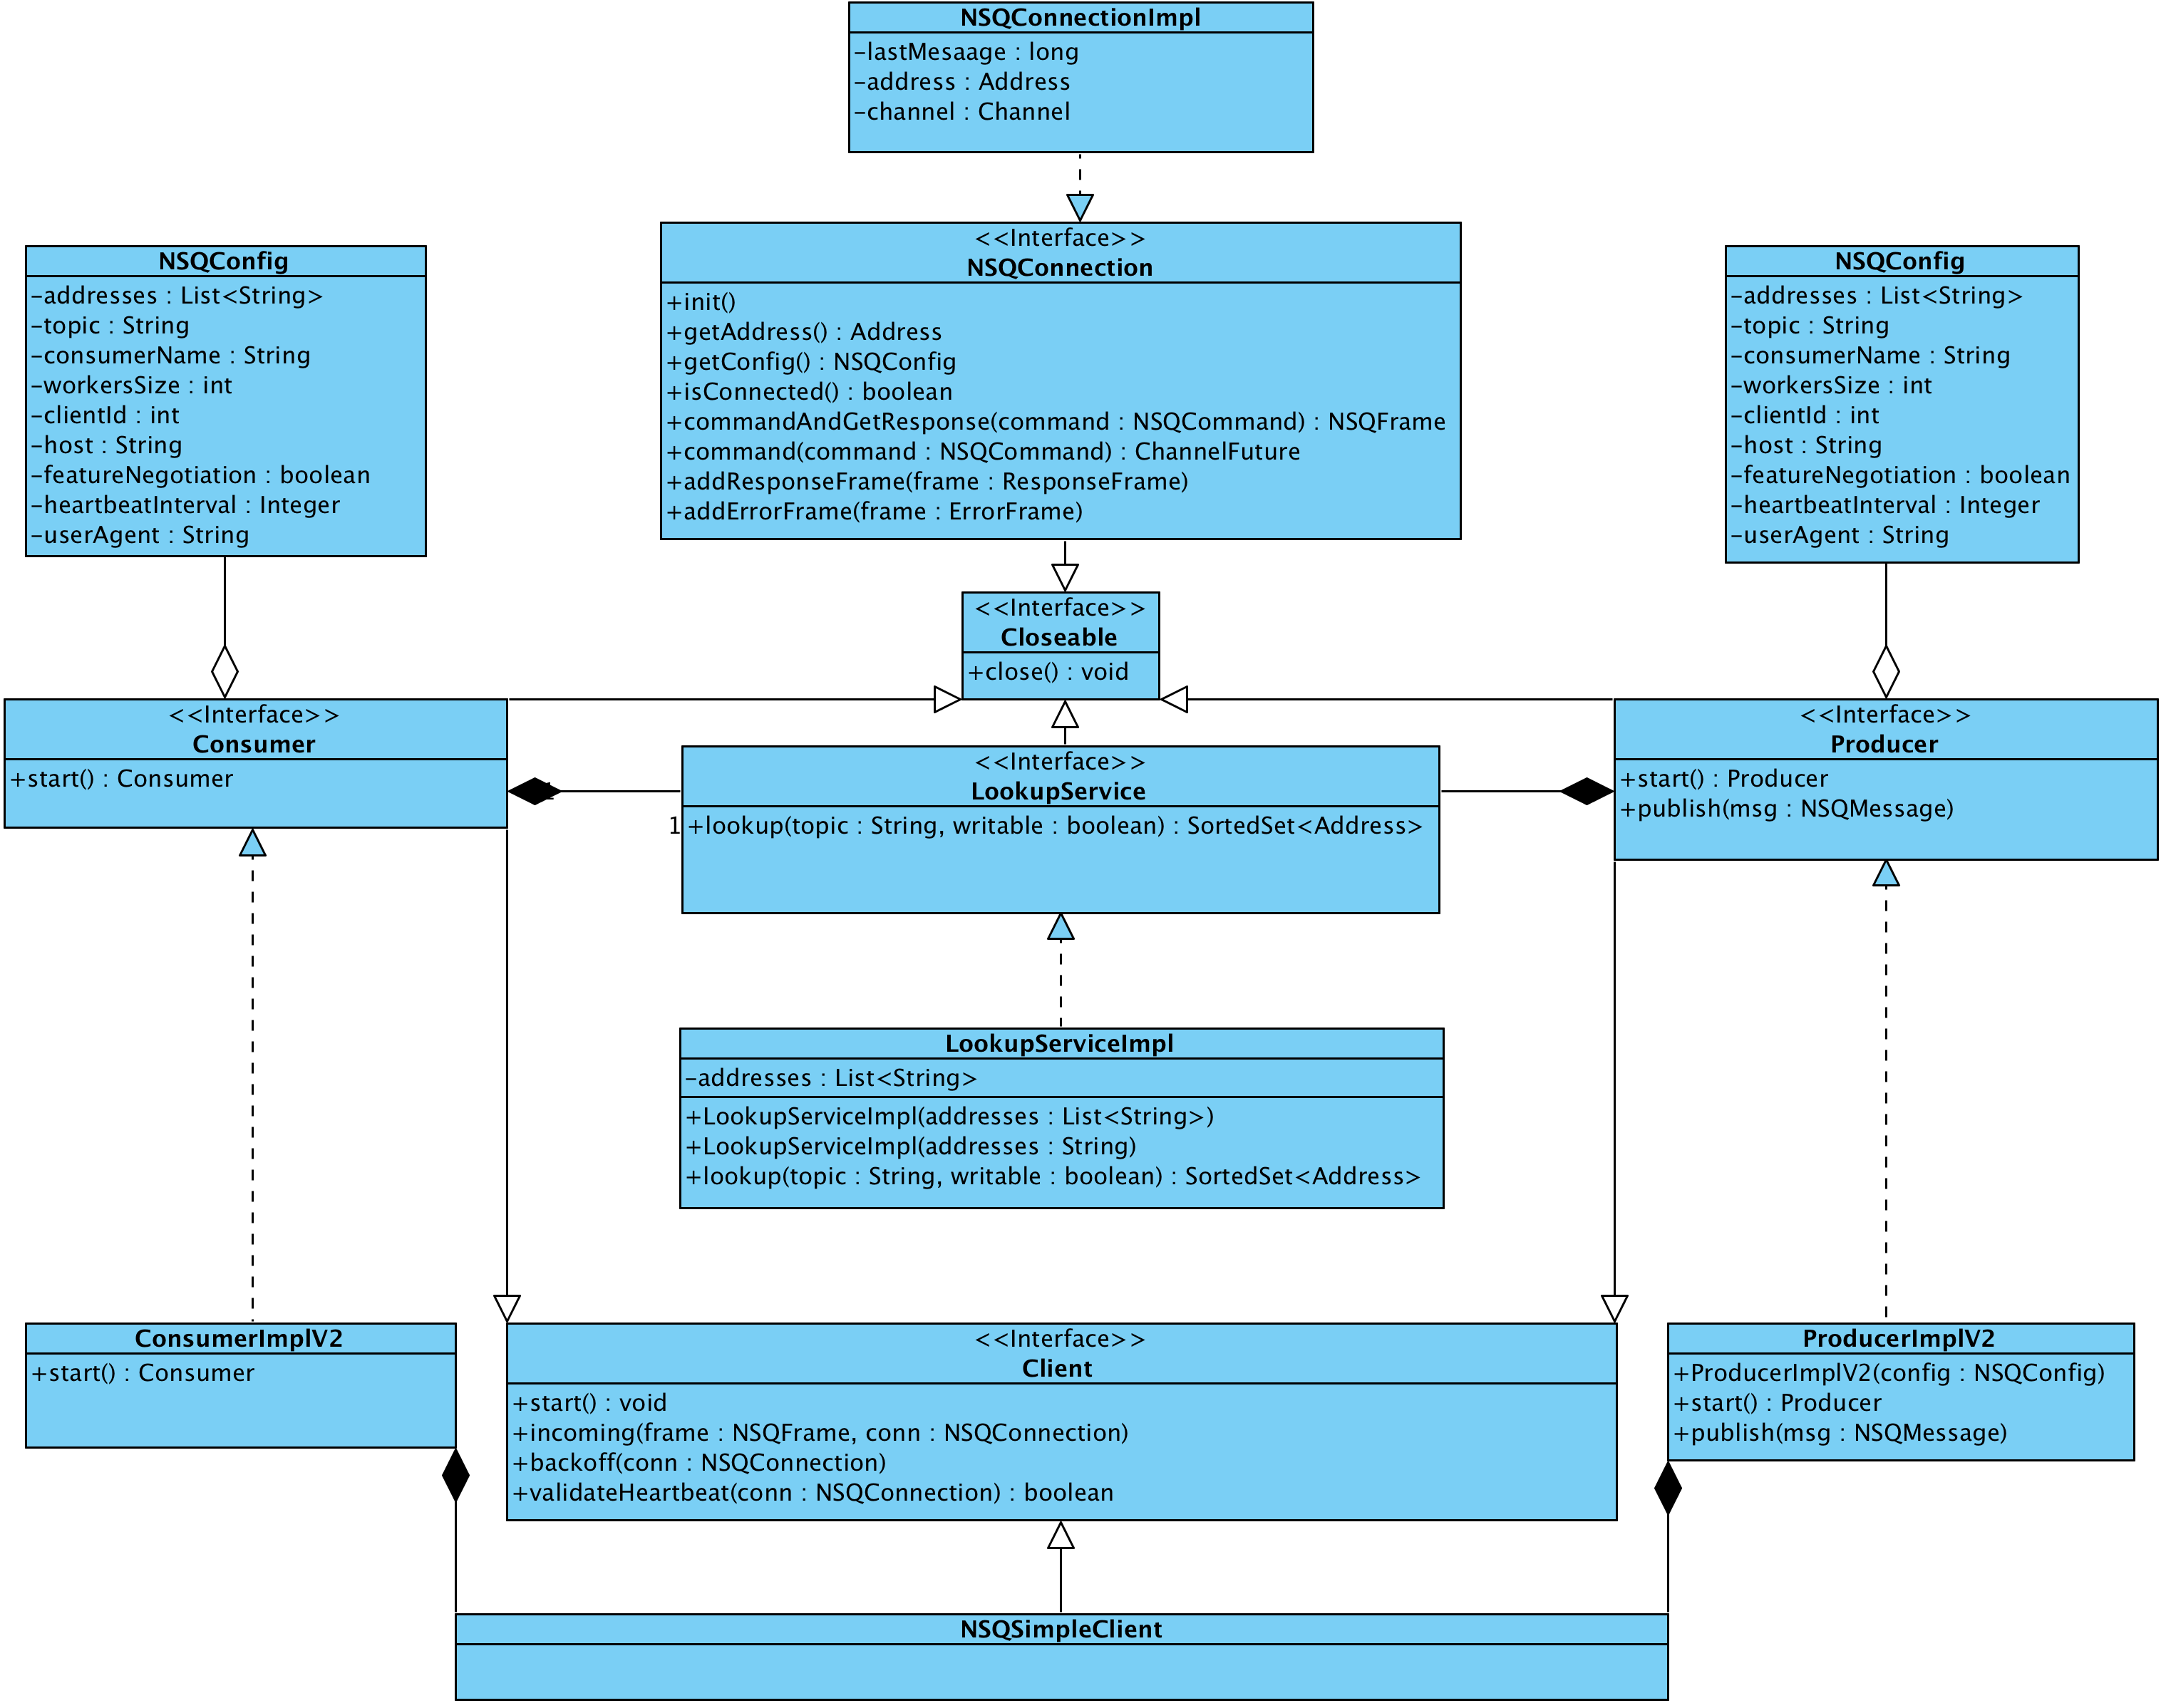 NSQConnectionImpl
-lastMesaage : long
-address : Address
-channel : Channel
<<Interface>>
NSQConnection
+init()
+getAddress() : Address
+getConfig() : NSQConfig
+isConnected() : boolean
+commandAndGetResponse(command : NSQCommand) : NSQFrame
+command(command : NSQCommand) : ChannelFuture
+addResponseFrame(frame : ResponseFrame)
+addErrorFrame(frame : ErrorFrame)
NSQConfig
-addresses : List<String>
-topic : String
-consumerName : String
-workersSize : int
-clientId : int
-host : String
-featureNegotiation : boolean
-heartbeatInterval : Integer
-userAgent : String
NSQConfig
-addresses : List<String>
-topic : String
-consumerName : String
-workersSize : int
-clientId : int
-host : String
-featureNegotiation : boolean
-heartbeatInterval : Integer
-userAgent : String
<<Interface>>
Closeable
+close() : void
<<Interface>>
Consumer
+start() : Consumer
<<Interface>>
LookupService
1
+lookup(topic : String, writable : boolean) : SortedSet<Address>
<<Interface>>
Producer
+start() : Producer
+publish(msg : NSQMessage)
LookupServiceImpl
-addresses : List<String>
+LookupServiceImpl(addresses : List<String>)
+LookupServiceImpl(addresses : String)
+lookup(topic : String, writable : boolean) : SortedSet<Address>
ConsumerImplV2
+start() : Consumer
<<Interface>>
Client
+start() : void
+incoming(frame : NSQFrame, conn : NSQConnection)
+backoff(conn : NSQConnection)
+validateHeartbeat(conn : NSQConnection) : boolean
ProducerImplV2
+ProducerImplV2(config : NSQConfig)
+start() : Producer
+publish(msg : NSQMessage)
NSQSimpleClient